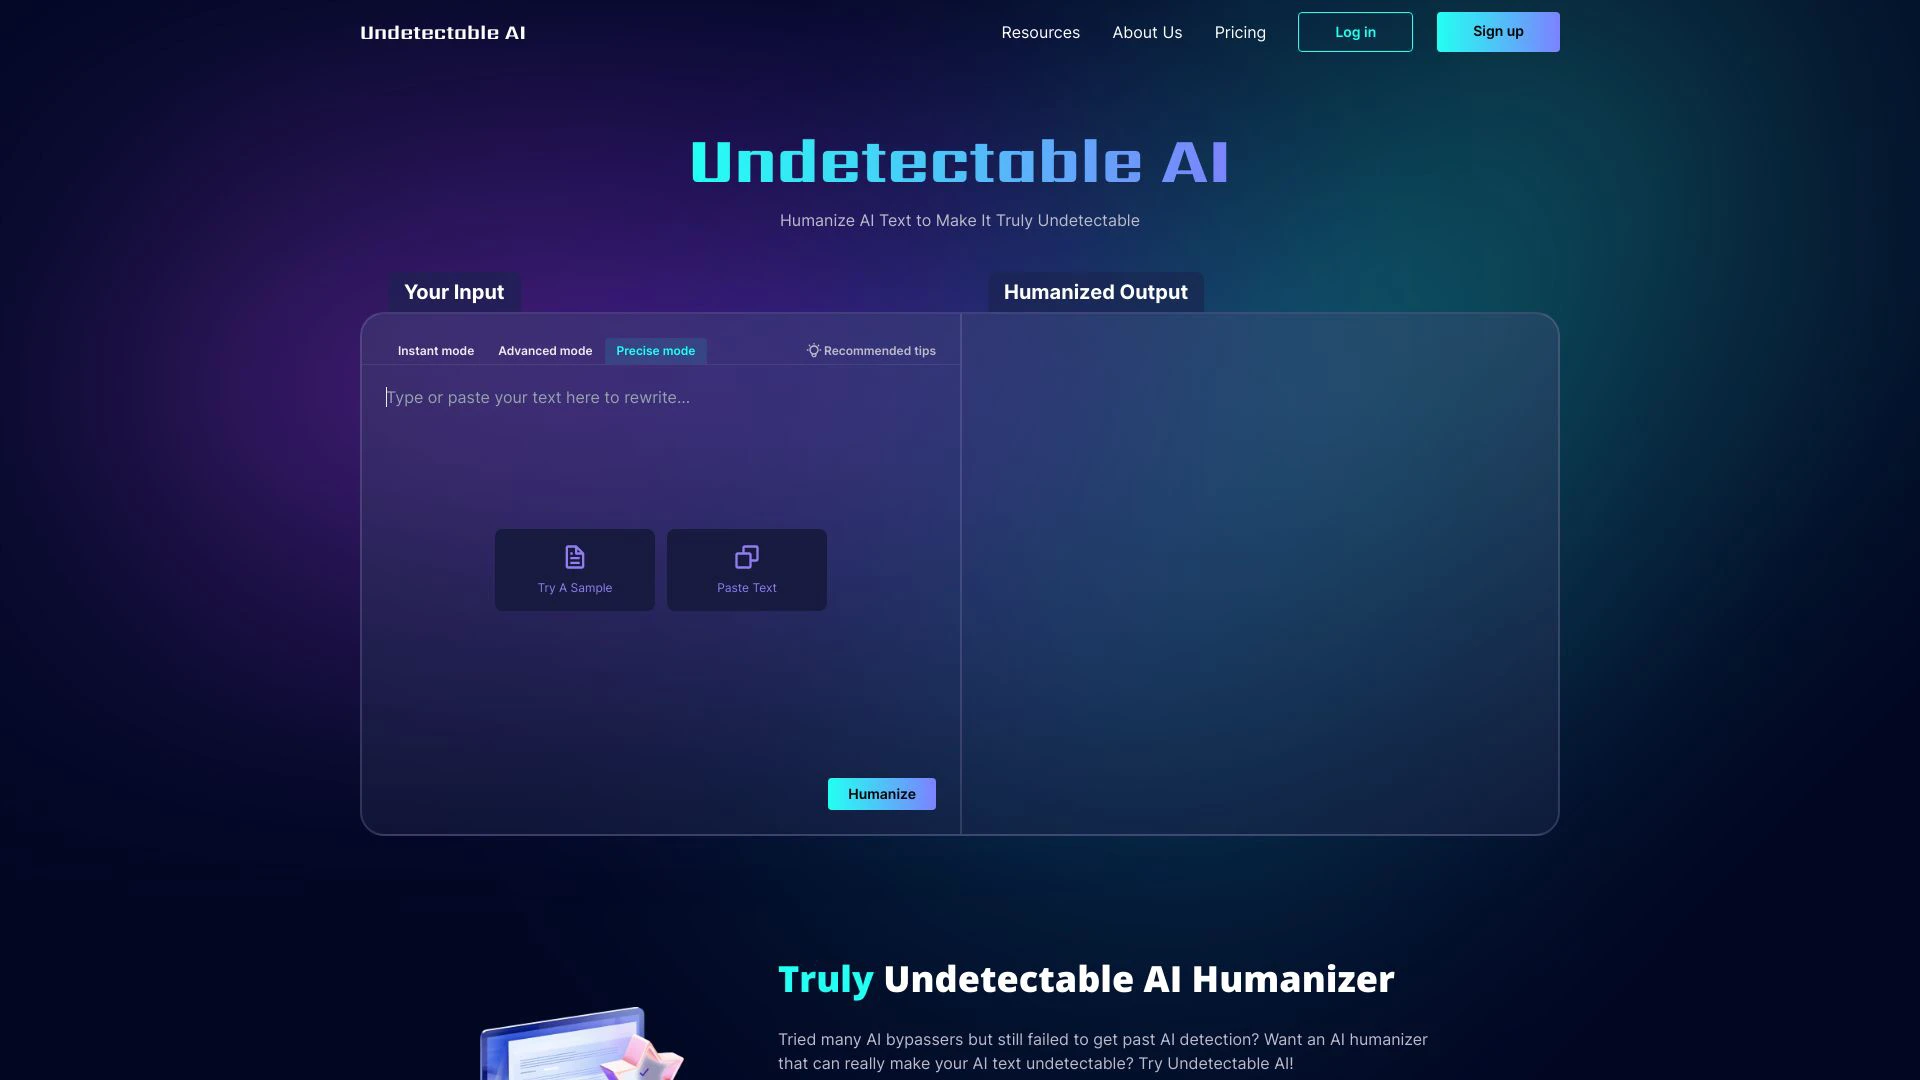 Undetectable AI
Resources
About Us
Pricing
Log in
Sign up
Undetectable AI
Humanize AI Text to Make It Truly Undetectable
Your Input
Humanized Output
Instant mode
Advanced mode
Precise mode
Recommended tips
Type or paste your text here to rewrite...
Try A Sample
Paste Text
Humanize
Truly Undetectable AI Humanizer
Tried many AI bypassers but still failed to get past AI detection? Want an AI humanizer
that can really make your AI text undetectable? Try Undetectable AI!